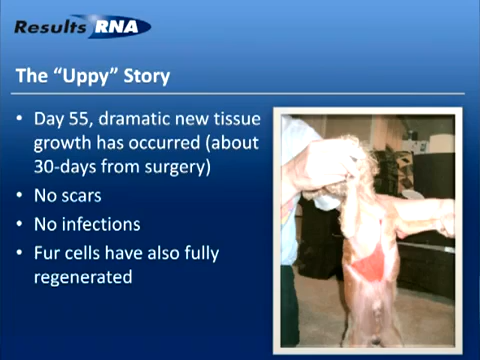 Results RNA
The “Uppy” Story
• Day 55, dramatic new tissue
growth has occurred (about
30-days from surgery)
• No scars
• No infections
• Fur cells have also fully
regenerated